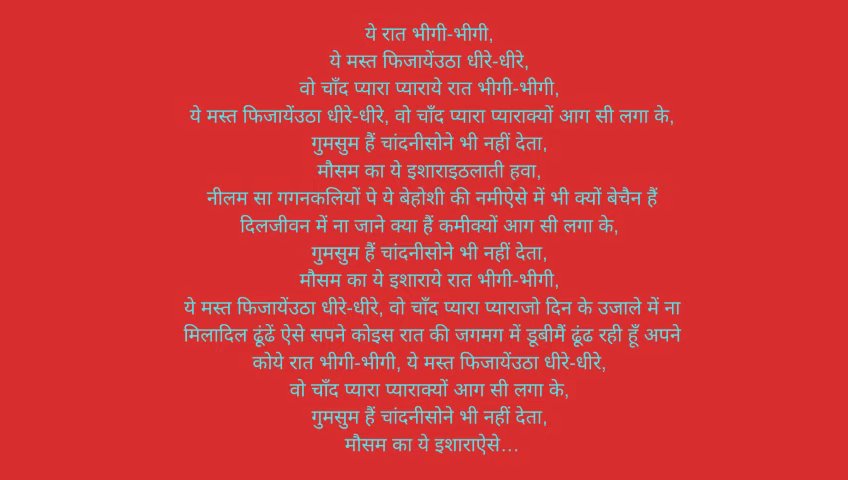 ये रात भीगी-भीगी,
ये मस्त फिजायेंउठा धीरे-धीरे,
वो चाँद प्यारा प्याराये रात भीगी-भीगी,
ये मस्त फिजायेंउठा धीरे-धीरे, वो चाँद प्यारा प्याराक्यों आग सी लगा के,
गुमसुम हैं चांदनीसोने भी नहीं देता,
मौसम का ये इशाराइठलाती हवा,
नीलम सा गगनकलियों पे ये बेहोशी की नमीऐसे में भी क्यों बेचैन हैं
दिलजीवन में ना जाने क्या हैं कमीक्यों आग सी लगा के,
गुमसुम हैं चांदनीसोने भी नहीं देता,
मौसम का ये इशाराये रात भीगी-भीगी,
ये मस्त फिजायेंउठा धीरे-धीरे, वो चाँद प्यारा प्याराजो दिन के उजाले में ना
मिलादिल ढूंढें ऐसे सपने कोइस रात की जगमग में डूबीमैं ढूंढ रही हूँ अपने
कोये रात भीगी-भीगी, ये मस्त फिजायेंउठा धीरे-धीरे,
वो चाँद प्यारा प्याराक्यों आग सी लगा के,
गुमसुम हैं चांदनीसोने भी नहीं देता,
मौसम का ये इशाराऐसे...